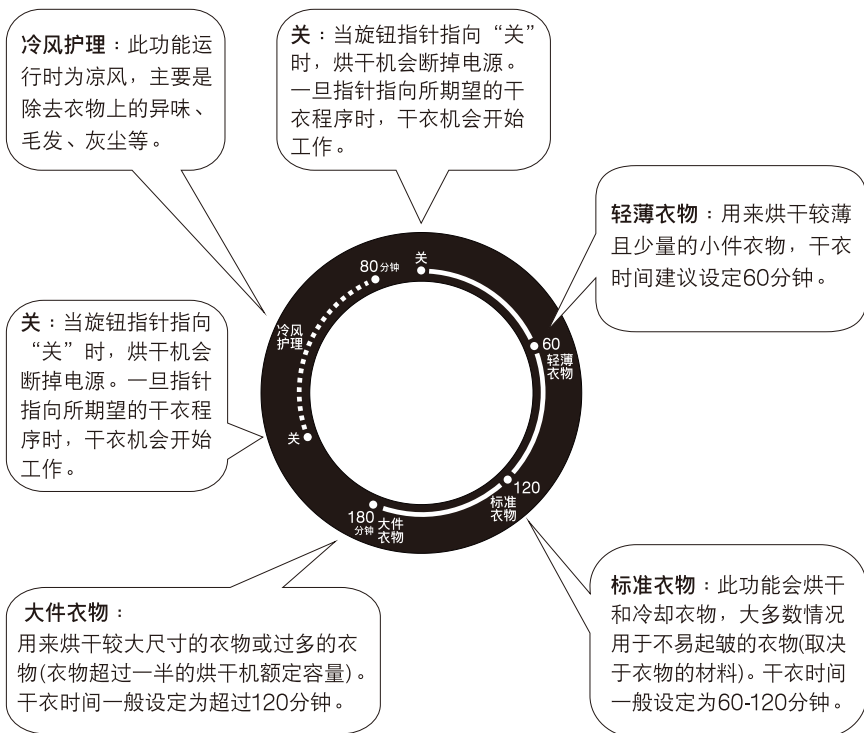 冷风护理：此功能运
行时为凉风，主要是
除去衣物上的异味、
毛发、灰尘等。
关：当旋钮指针指向“关”
时，烘干机会断掉电源。
一旦指针指向所期望的干
衣程序时，干衣机会开始
工作。
轻薄衣物：用来烘干较薄
且少量的小件衣物，干衣
时间建议设定60分钟。
关：当旋钮指针指向
“关”时，烘干机会
断掉电源。一旦指针
指向所期望的干衣程
序时，干衣机会开始
工作。
80分钟
关
冷风
护理
60
轻薄
衣物
关
120
标准
衣物
180
分钟
大件
衣物
大件衣物：
用来烘干较大尺寸的衣物或过多的衣
物(衣物超过一半的烘干机额定容量)。
干衣时间一般设定为超过120分钟。
标准衣物：此功能会烘干
和冷却衣物，大多数情况
用于不易起皱的衣物(取决
于衣物的材料)。干衣时间
一般设定为60-120分钟。